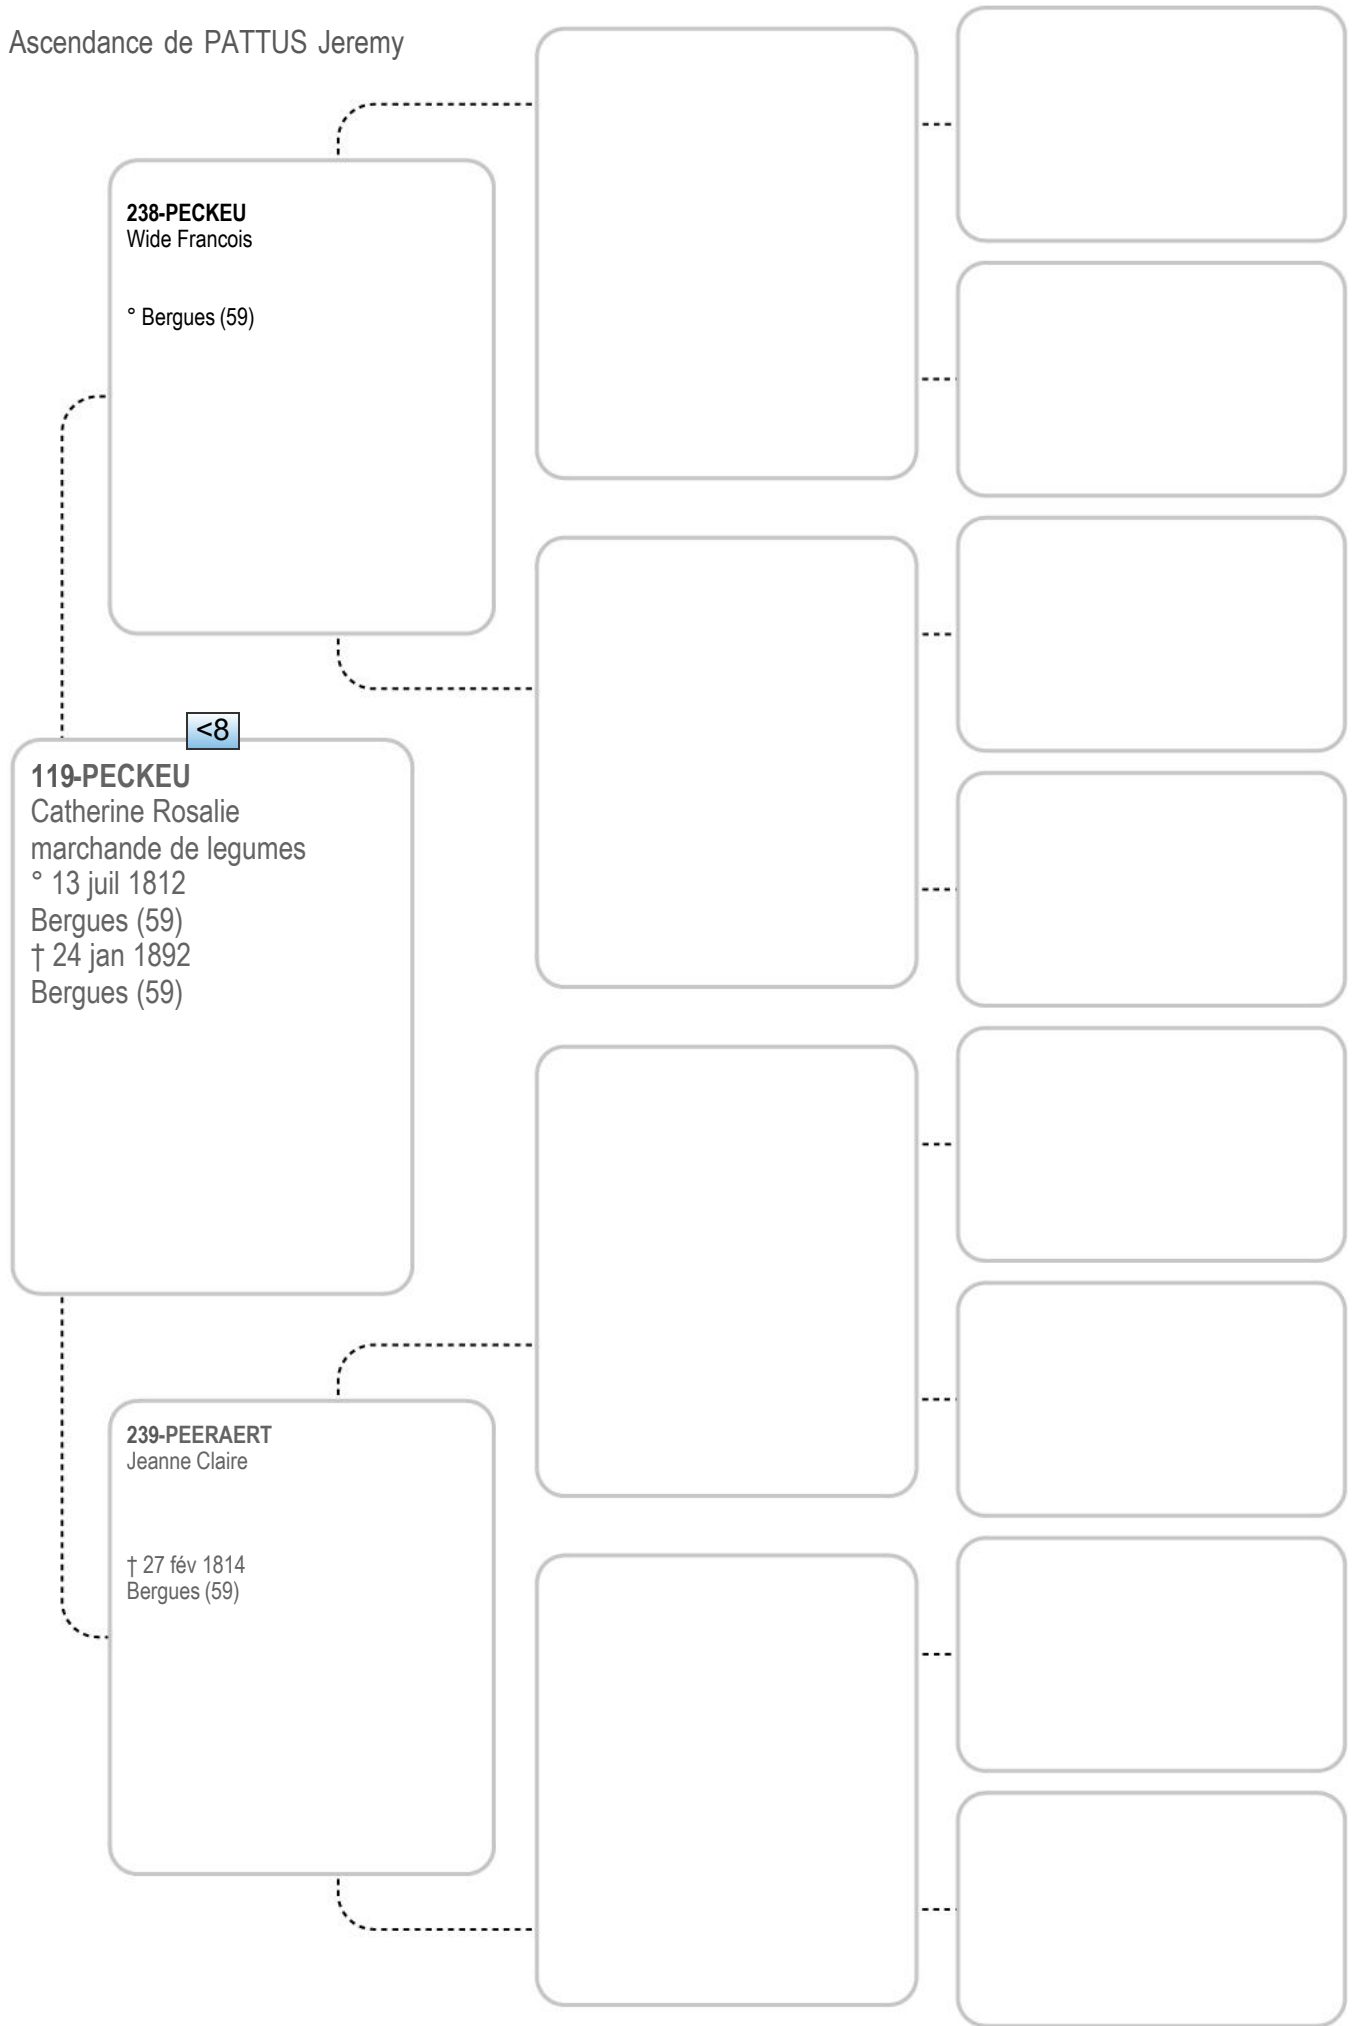 Ascendance de PATTUS Jeremy
238-PECKEU
Wide Francois
° Bergues (59)
<8
119-PECKEU
Catherine Rosalie
marchande de legumes
° 13 juil 1812
Bergues (59)
† 24 jan 1892
Bergues (59)
239-PEERAERT
Jeanne Claire
† 27 fév 1814
Bergues (59)